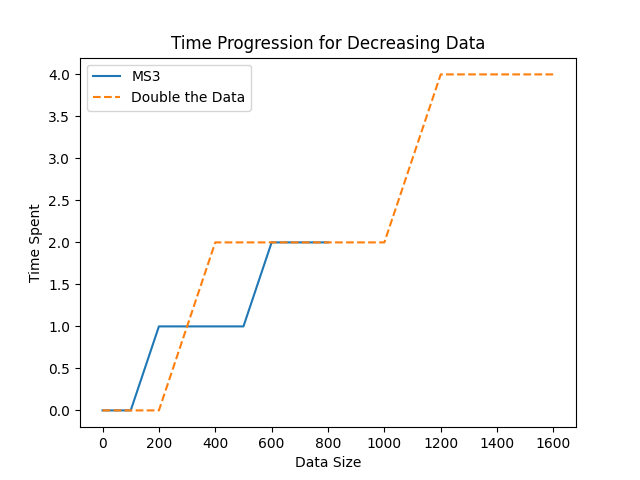 Time Progression for Decreasing Data
MS3
Double the Data
4.0
3.5
3.0
2.5
2.0
1.5
1.0
0.5
0.0
Time Spent
0 200 400 600 800 1000 1200 1400 1600
Data Size